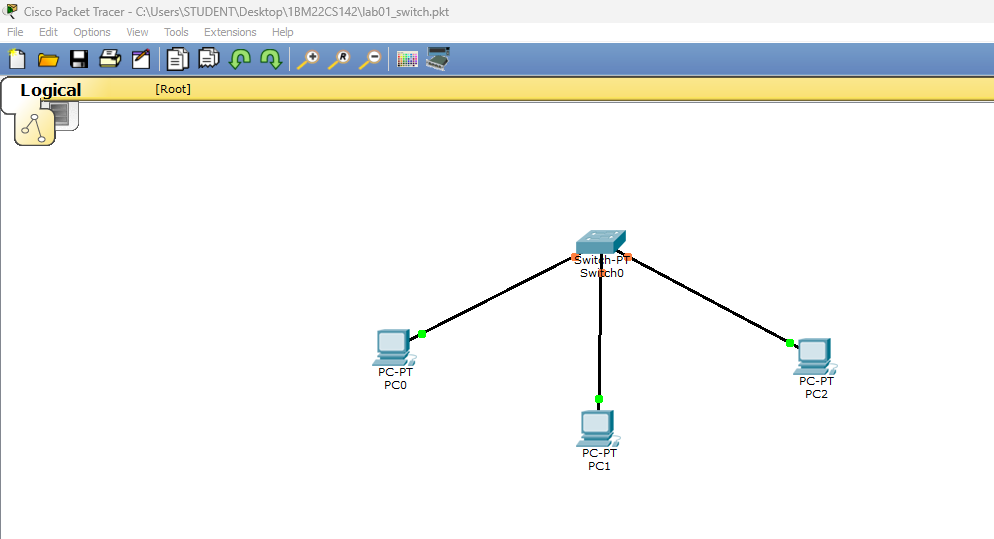 Cisco Packet Tracer - C:\Users\STUDENT\Desktop\1BM22CS142\lab01_switch.pkt
File Edit Options View Tools Extensions Help
R
Logical [Root]
Switch-PT
Switch0
PC-PT
PC0
PC-PT
PC2
PC-PT
PC1